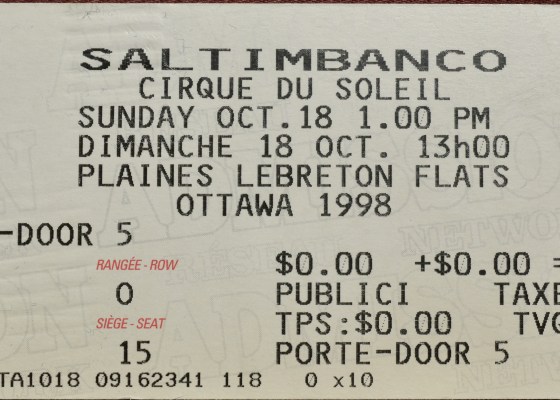 SALTIMBANCO
CIRQUE DU SOLEIL
SUNDAY OCT.18 1.00 PM
DIMANCHE 18 OCT. 13h00
PLAINES LEBRETON FLATS
OTTAWA 1998
-DOOR 5
RANGÉE - ROW
$0.00 +$0.00 =
O
PUBLICI TAXE
SIÈGE - SEAT
TPS:$0.00 TVQ
15
PORTE-DOOR 5
TA1018 09162341 118 0 x10